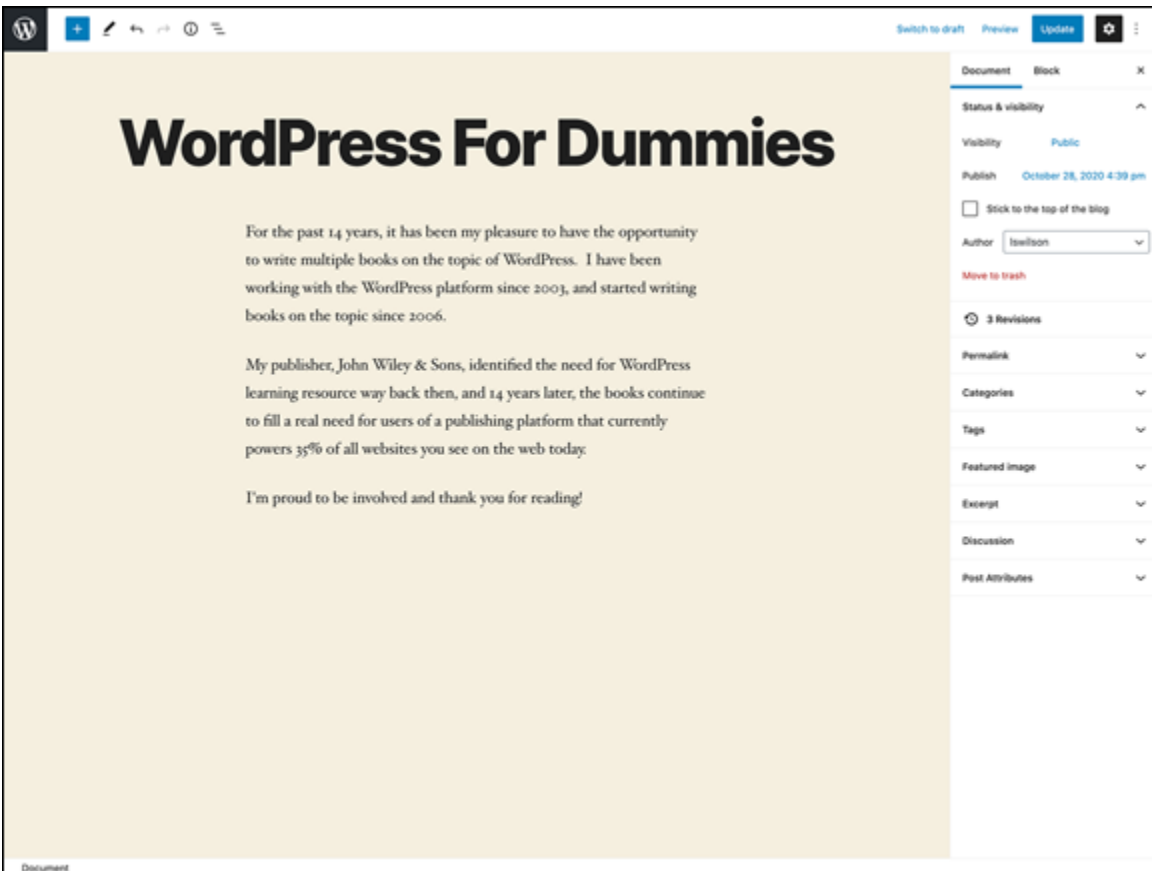 Switch to draft Preview Update
WordPress For Dummies
For the past 14 years, it has been my pleasure to have the opportunity
to write multiple books on the topic of WordPress.  I have been
working with the WordPress platform since 2003, and started writing
books on the topic since 2006.
My publisher, John Wiley & Sons, identified the need for WordPress
learning resource way back then, and 14 years later, the books continue
to fill a real need for users of a publishing platform that currently
powers 35% of all websites you see on the web today.
I'm proud to be involved and thank you for reading!
Document Block
Status & visibility
Visibility Public
Publish October 28, 2020 4:39 pm
Stick to the top of the blog
Author lswilson
Move to trash
3 Revisions
Permalink
Categories
Tags
Featured image
Excerpt
Discussion
Post Attributes
Document